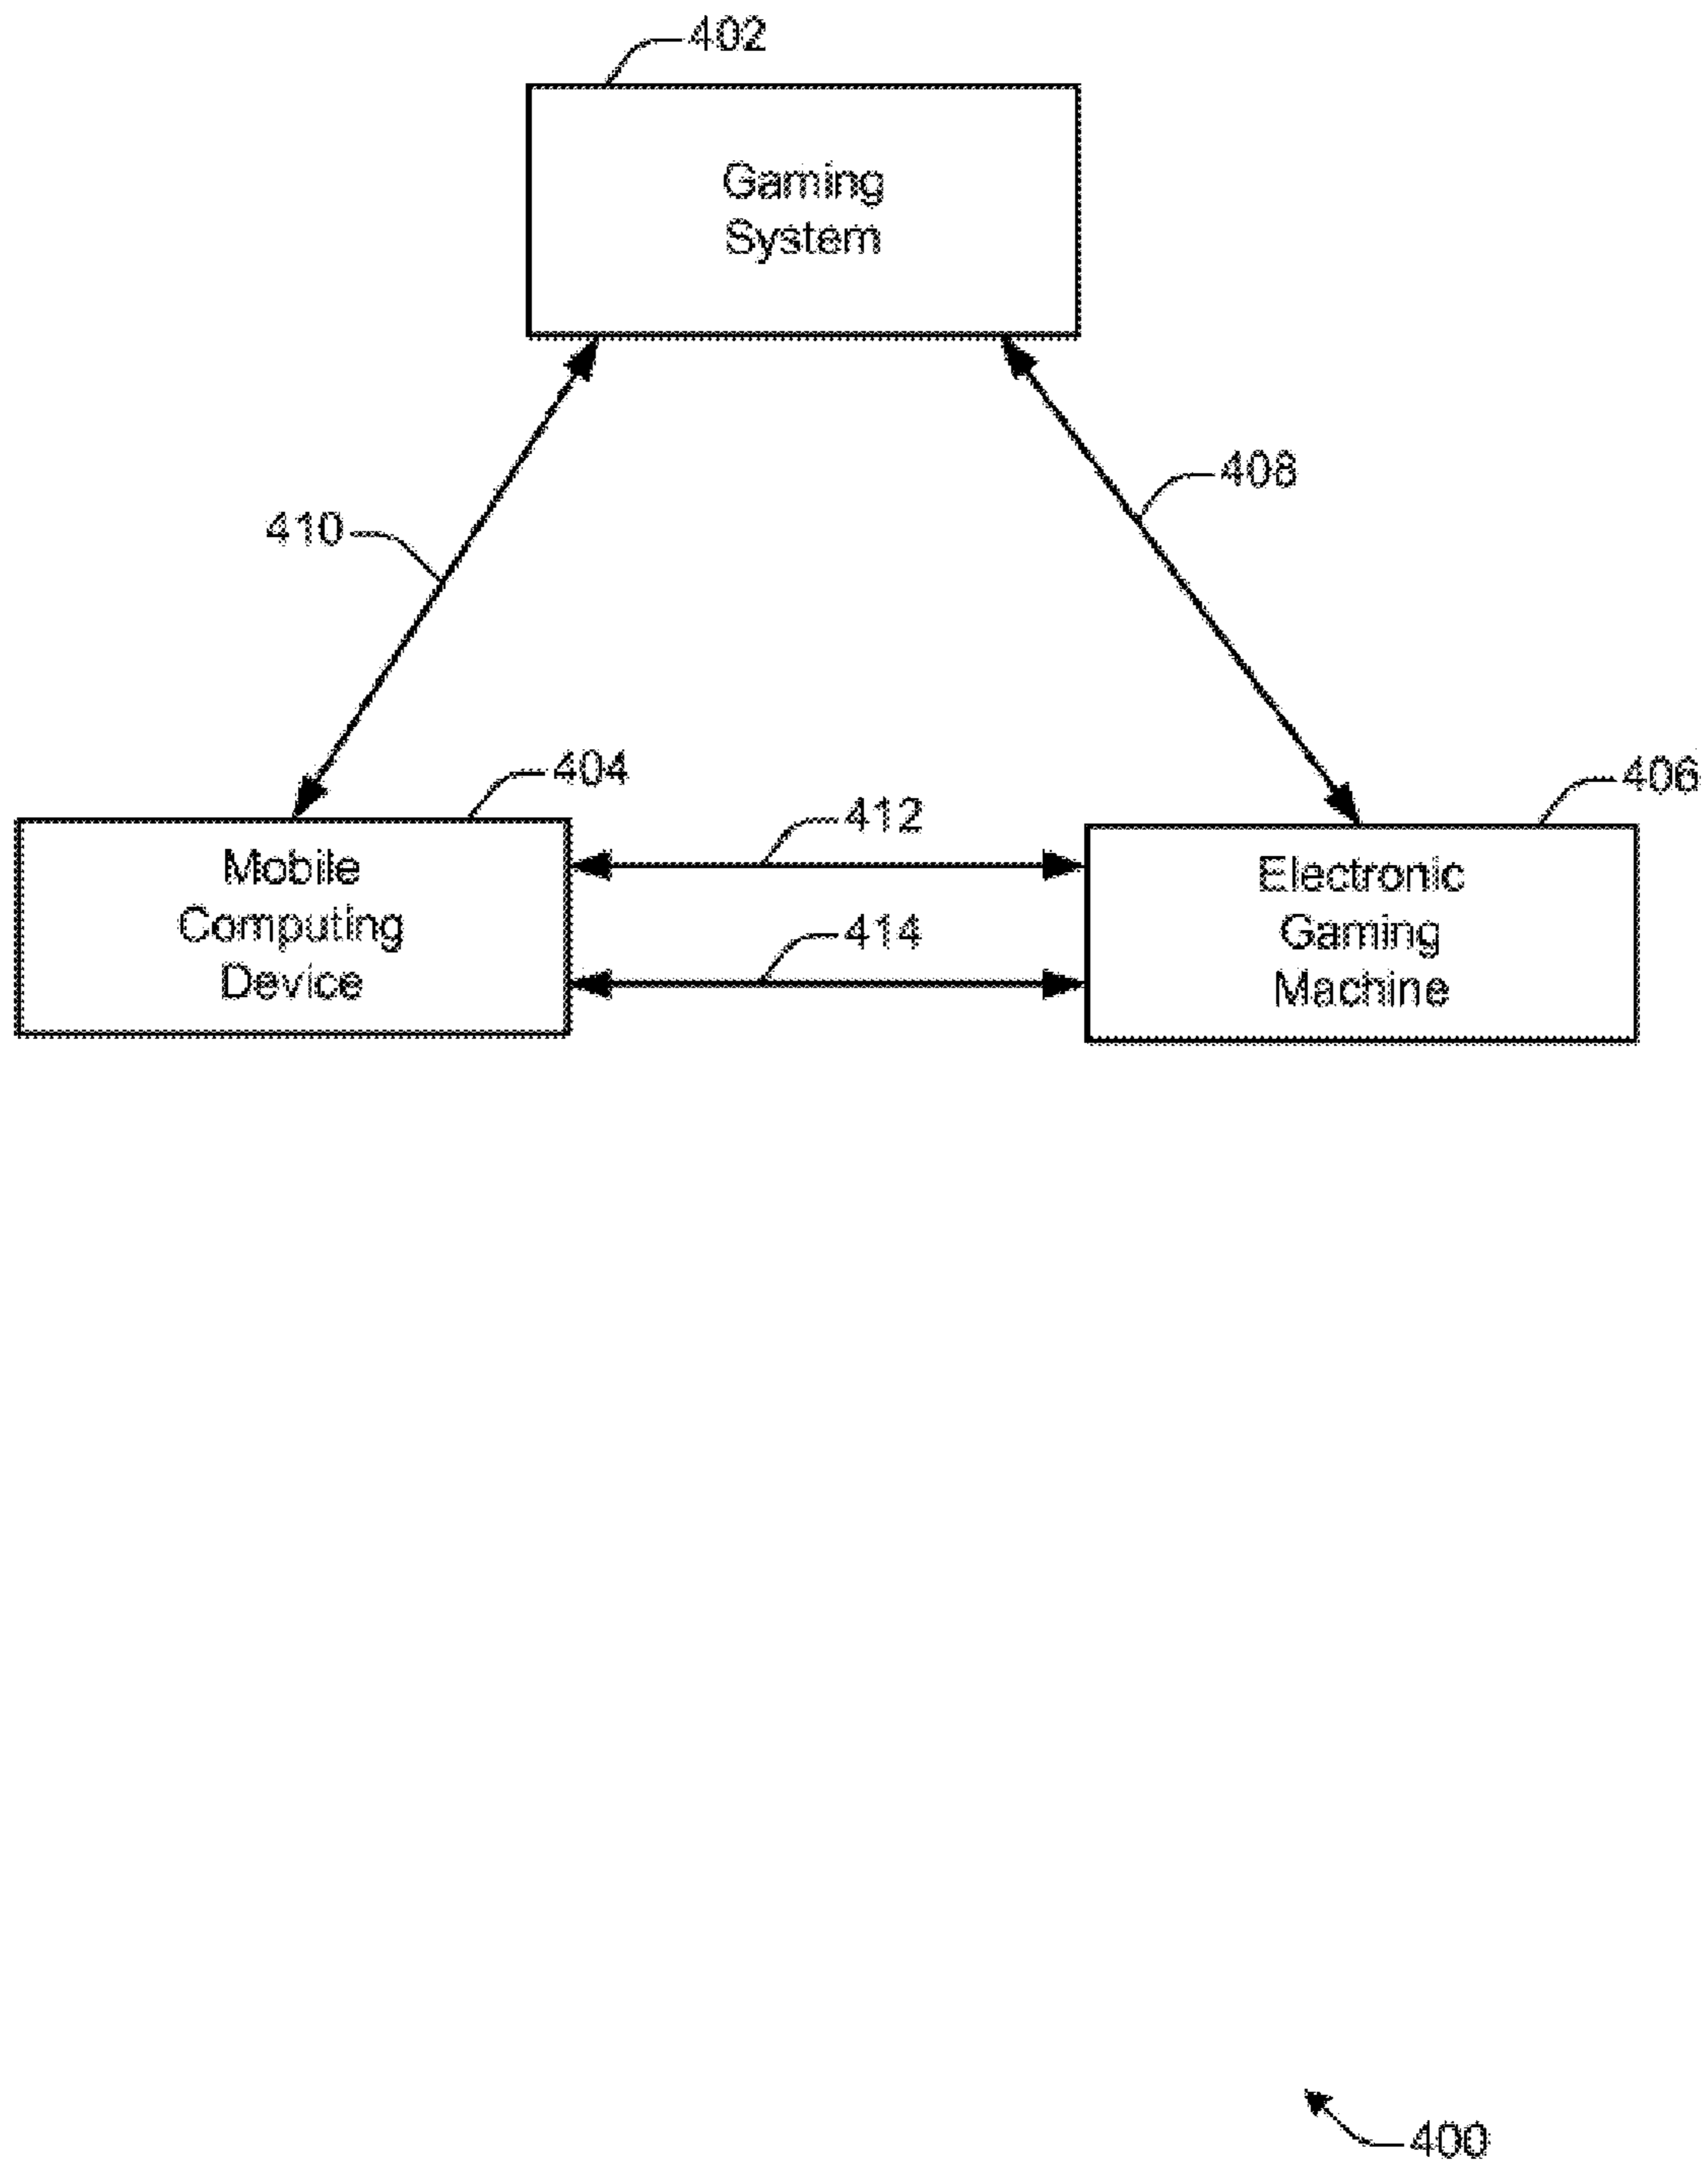 402
Gaming
System
408
410
404
412
406
Mobile
Computing
Device
414
Electronic
Gaming
Machine
400